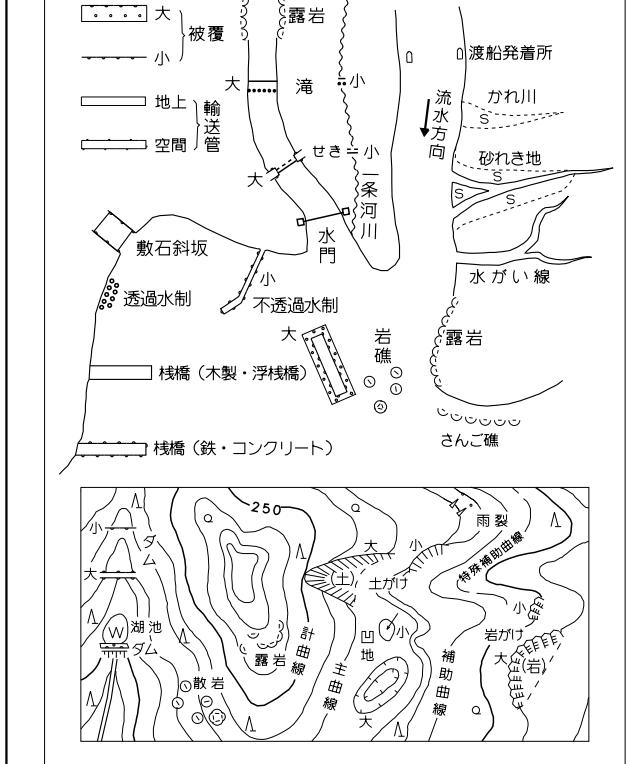 大
小
被覆
地上
空間
輸送管
露岩
大
滝
小
渡船発着所
流水方向
かれ川
S
砂れき地
S
S
S
せき
小
大
一条河川
水門
敷石斜坂
透過水制
小
不透過水制
水がい線
大
岩礁
露岩
桟橋（木製・浮桟橋）
さんご礁
桟橋（鉄・コンクリート）
250
雨裂
小
ダム
大
大
小
土
土がけ
特殊補助曲線
小
湖池
W
ダム
露岩
計曲線
主曲線
凹地
小
補助曲線
岩がけ
大
岩
散岩
大